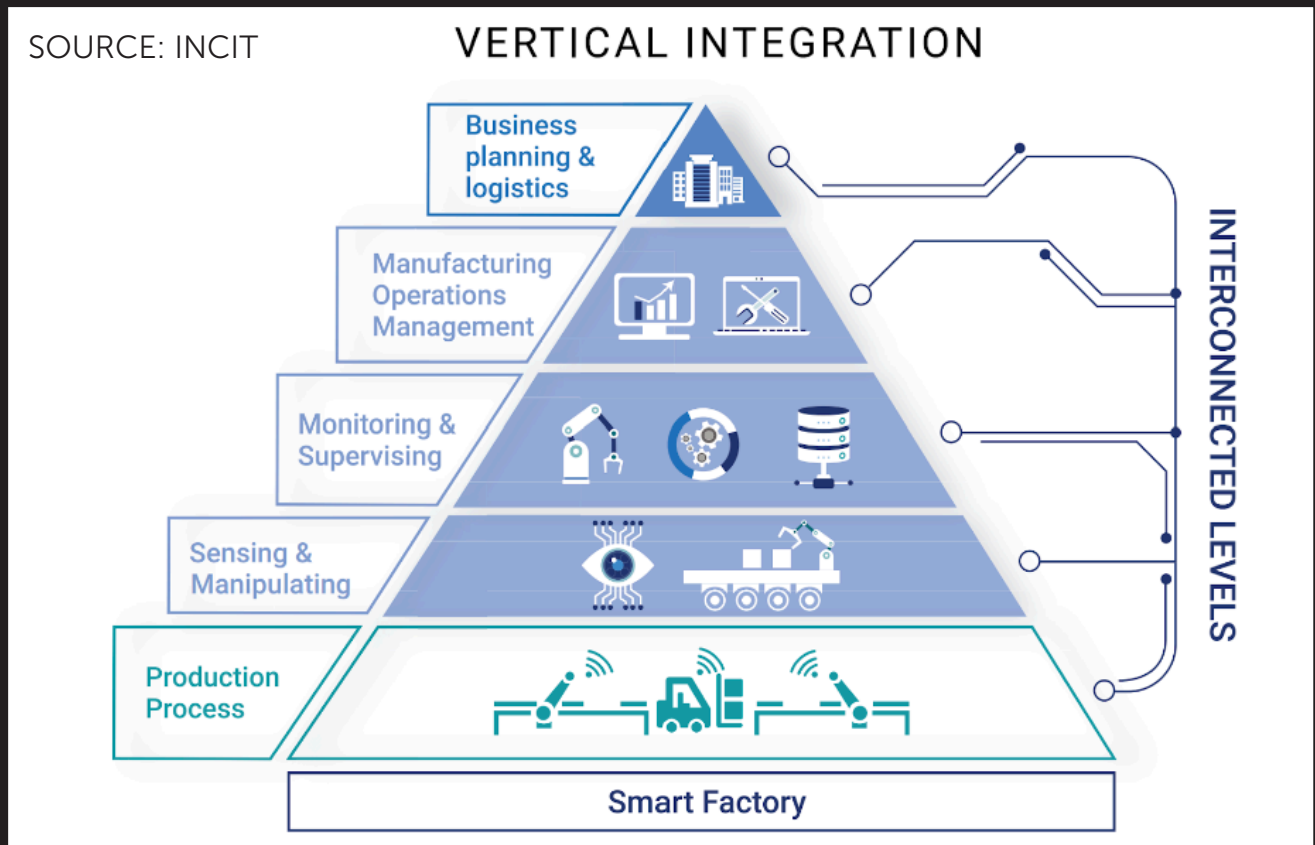 SOURCE: INCIT
VERTICAL INTEGRATION
Business
planning &
logistics
Manufacturing
Operations
Management
Monitoring &
Supervising
Sensing &
Manipulating
Production
Process
Smart Factory
INTERCONNECTED LEVELS